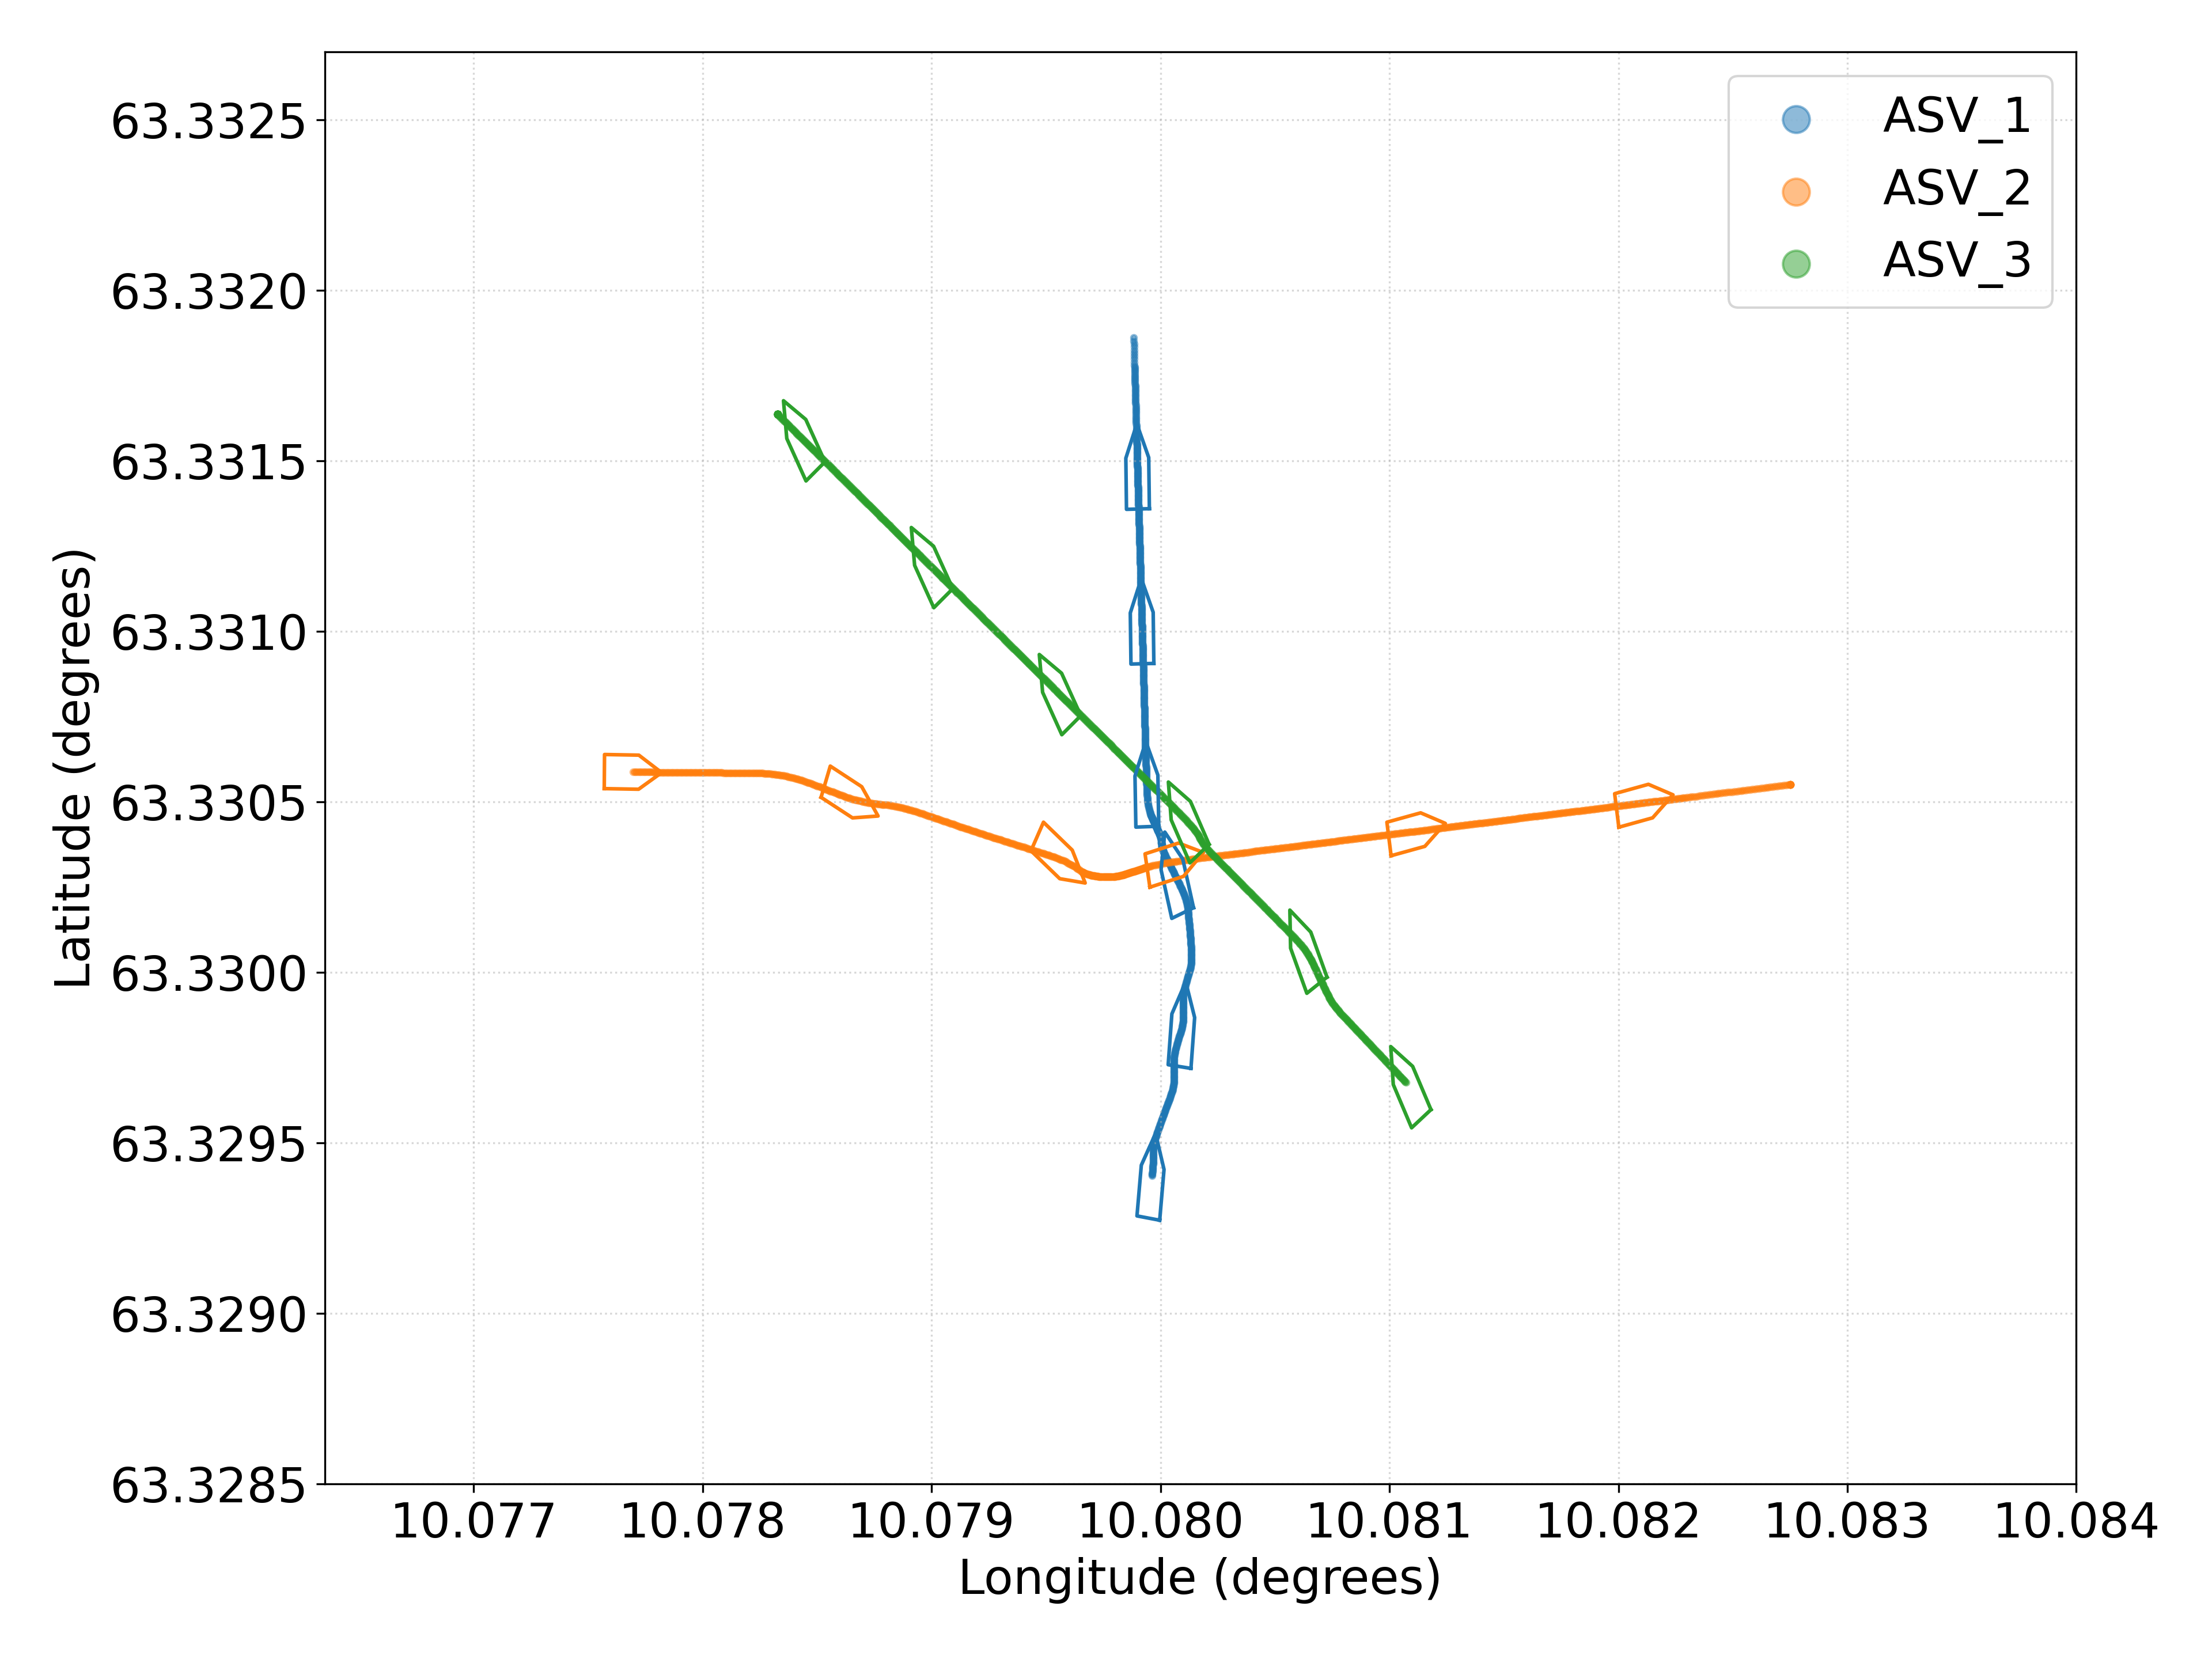 ASV_1
ASV_2
ASV_3
63.3325
63.3320
63.3315
63.3310
63.3305
63.3300
63.3295
63.3290
63.3285
Latitude (degrees)
10.077 10.078 10.079 10.080 10.081 10.082 10.083 10.084
Longitude (degrees)